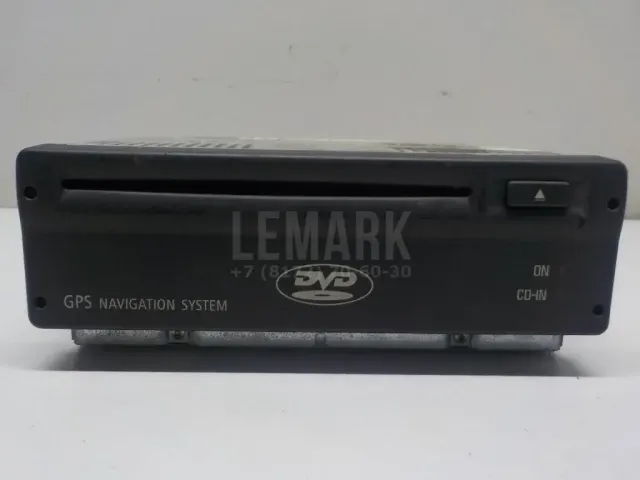 LEMARK
ON
DVD
CD-IN
GPS NAVIGATION SYSTEM